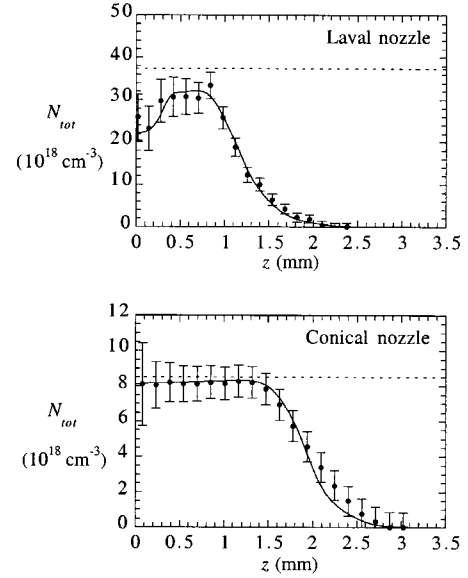 50
Laval nozzle
40
30
N_tot
(10^18 cm^-3)
20
10
0
0 0.5 1 1.5 2 2.5 3 3.5
z (mm)
12
Conical nozzle
10
8
6
N_tot
(10^18 cm^-3)
4
2
0
0 0.5 1 1.5 2 2.5 3 3.5
z (mm)